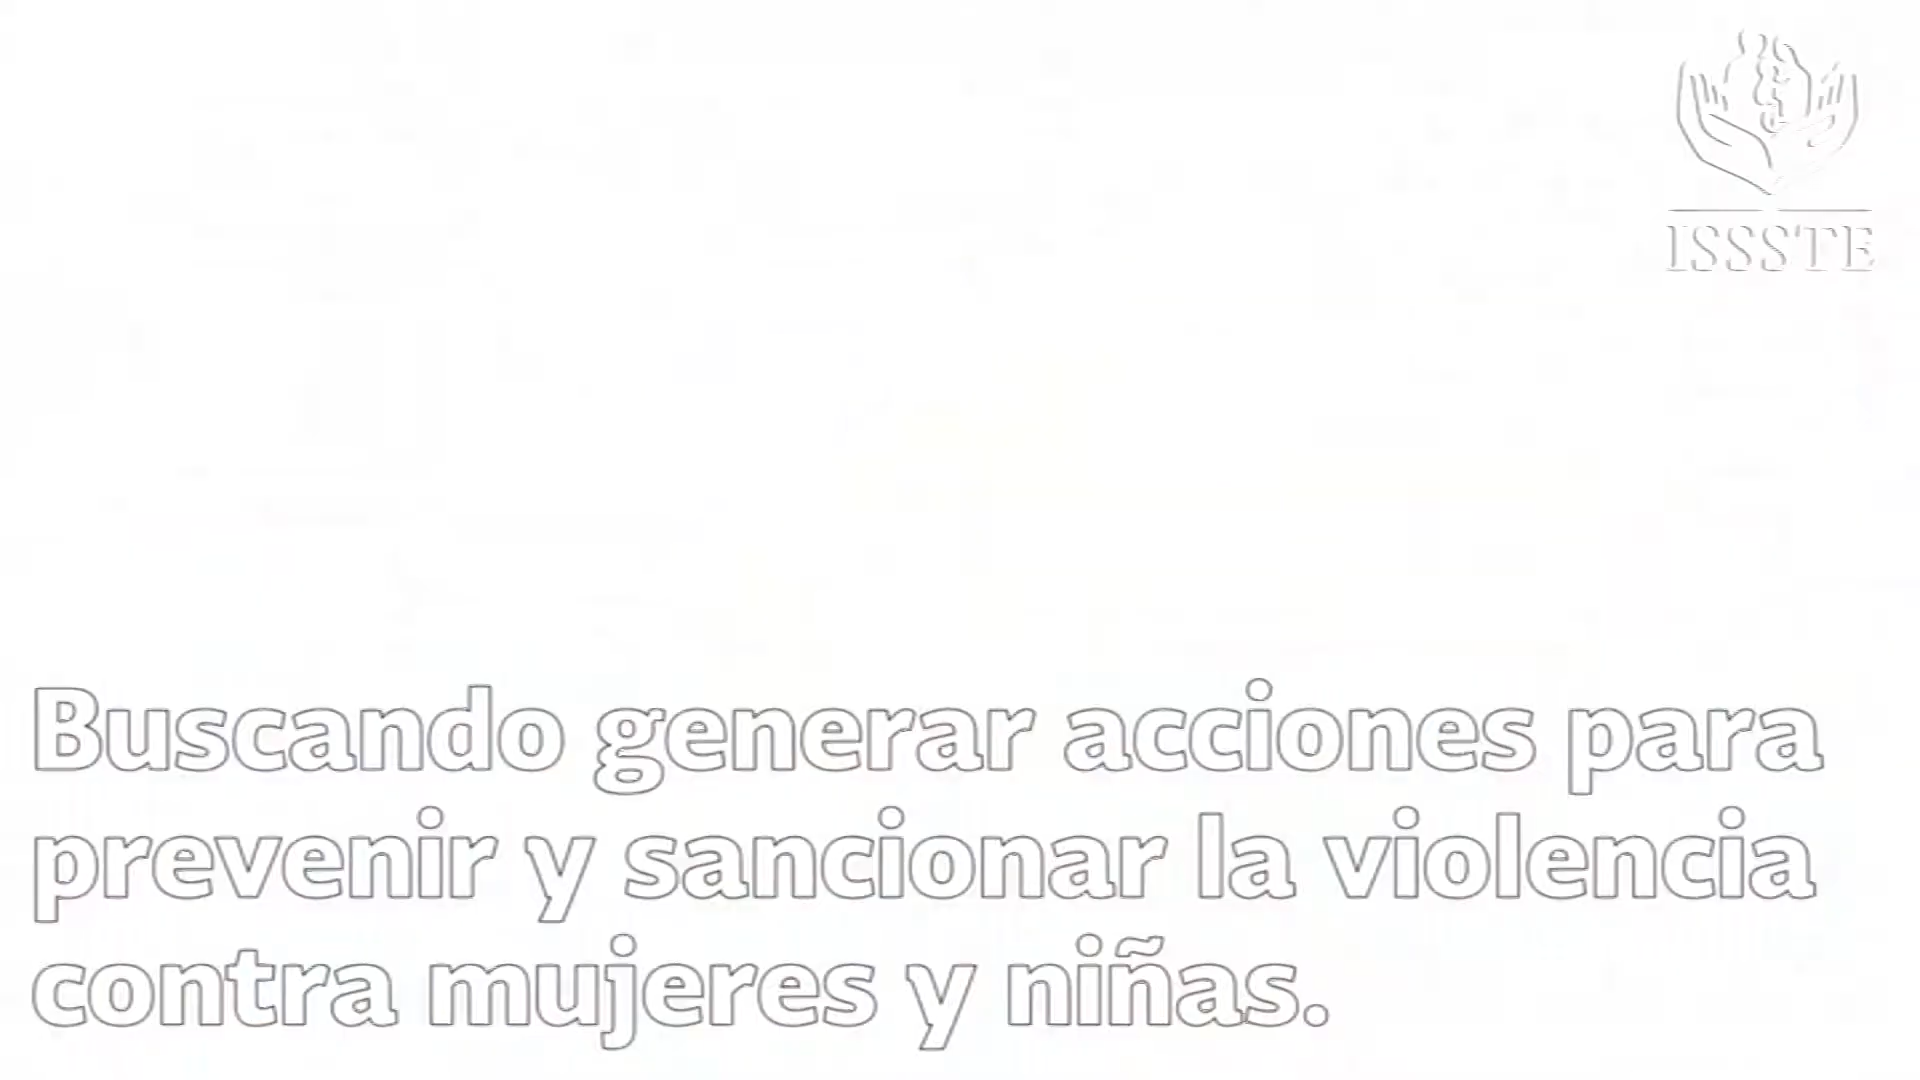 ISSSTE
Buscando generar acciones para
prevenir y sancionar la violencia
contra mujeres y niñas.